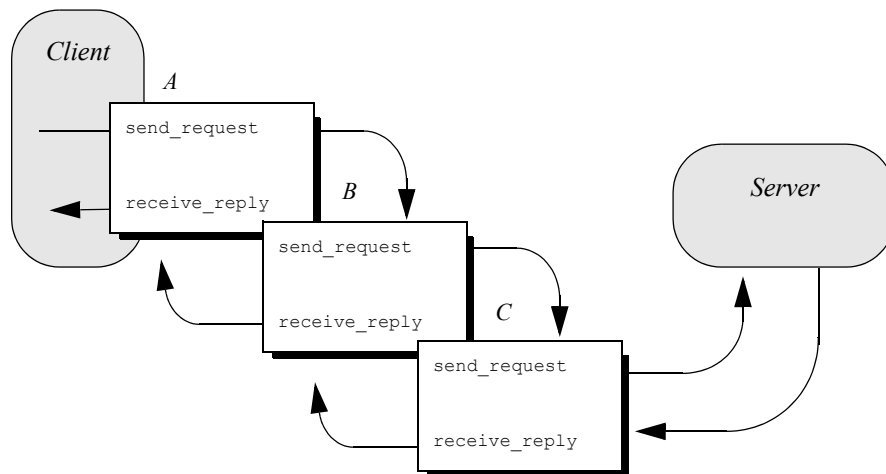 Client
A
send_request
receive_reply
B
send_request
receive_reply
C
send_request
receive_reply
Server